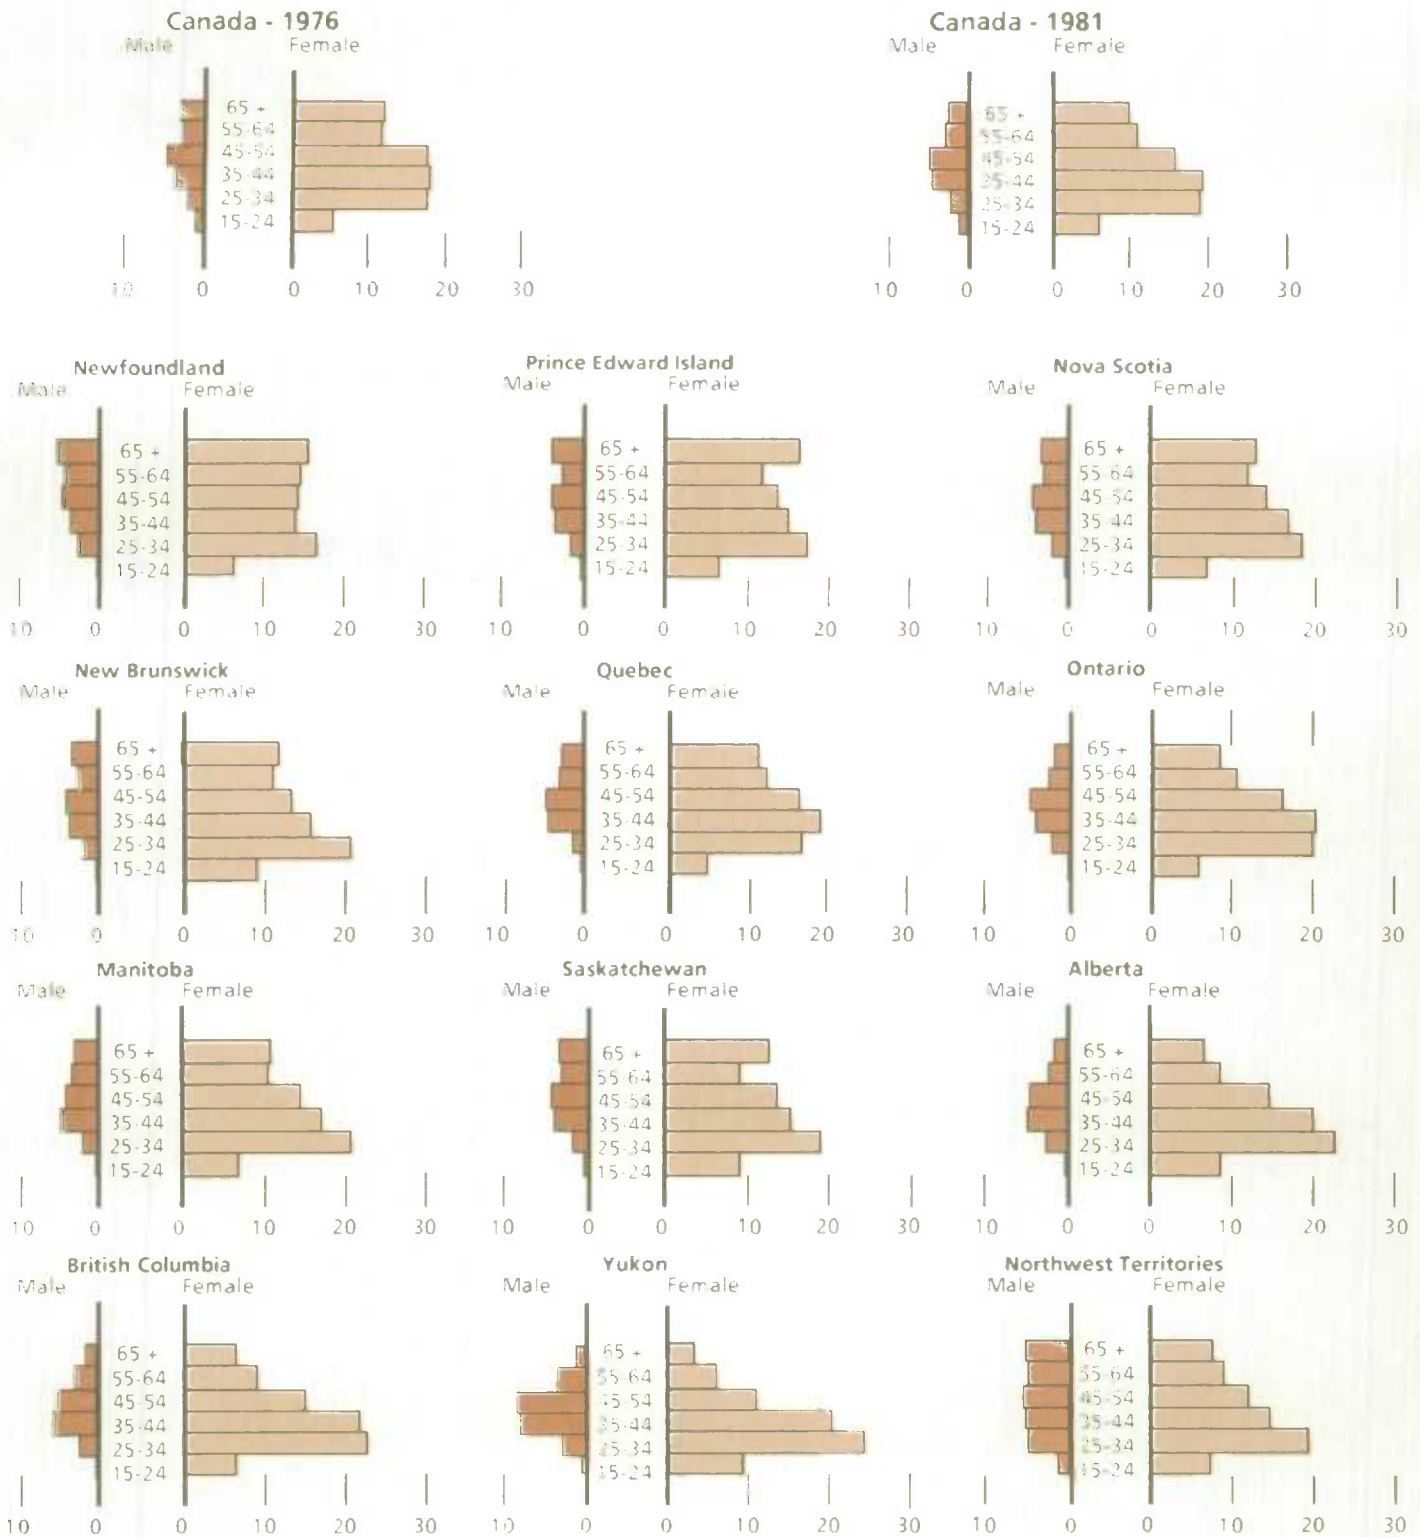 Canada - 1976
Male Female
65 +
55-64
45-54
35-44
25-34
15-24
10 0 0 10 20 30
Canada - 1981
Male Female
65 +
55-64
45-54
35-44
25-34
15-24
10 0 0 10 20 30
Newfoundland
Male Female
65 +
55-64
45-54
35-44
25-34
15-24
10 0 0 10 20 30
Prince Edward Island
Male Female
65 +
55-64
45-54
35-44
25-34
15-24
10 0 0 10 20 30
Nova Scotia
Male Female
65 +
55-64
45-54
35-44
25-34
15-24
10 0 0 10 20 30
New Brunswick
Male Female
65 +
55-64
45-54
35-44
25-34
15-24
10 0 0 10 20 30
Quebec
Male Female
65 +
55-64
45-54
35-44
25-34
15-24
10 0 0 10 20 30
Ontario
Male Female
65 +
55-64
45-54
35-44
25-34
15-24
10 0 0 10 20 30
Manitoba
Male Female
65 +
55-64
45-54
35-44
25-34
15-24
10 0 0 10 20 30
Saskatchewan
Male Female
65 +
55-64
45-54
35-44
25-34
15-24
10 0 0 10 20 30
Alberta
Male Female
65 +
55-64
45-54
35-44
25-34
15-24
10 0 0 10 20 30
British Columbia
Male Female
65 +
55-64
45-54
35-44
25-34
15-24
10 0 0 10 20 30
Yukon
Male Female
65 +
55-64
45-54
35-44
25-34
15-24
10 0 0 10 20 30
Northwest Territories
Male Female
65 +
55-64
45-54
35-44
25-34
15-24
10 0 0 10 20 30